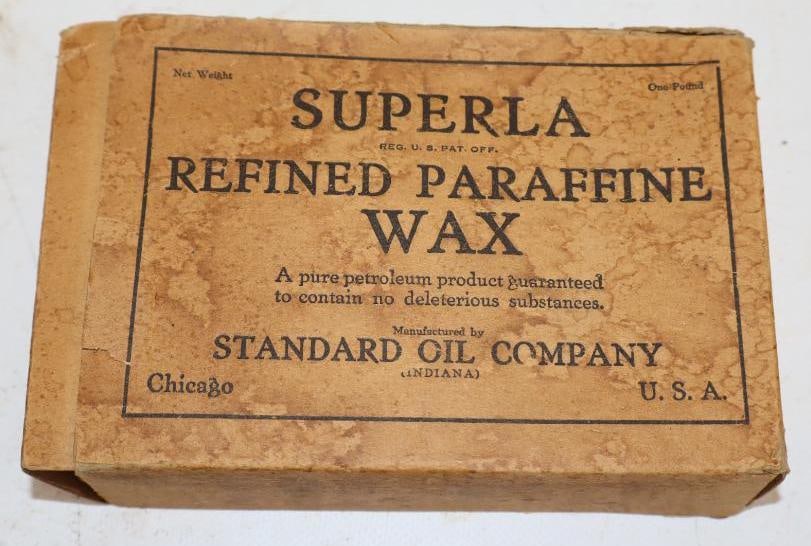 Net Weight
One Pound
SUPERLA
REG. U. S. PAT. OFF.
REFINED PARAFFINE
WAX
A pure petroleum product guaranteed
to contain no deleterious substances.
Manufactured by
STANDARD OIL COMPANY
(INDIANA)
Chicago
U. S. A.